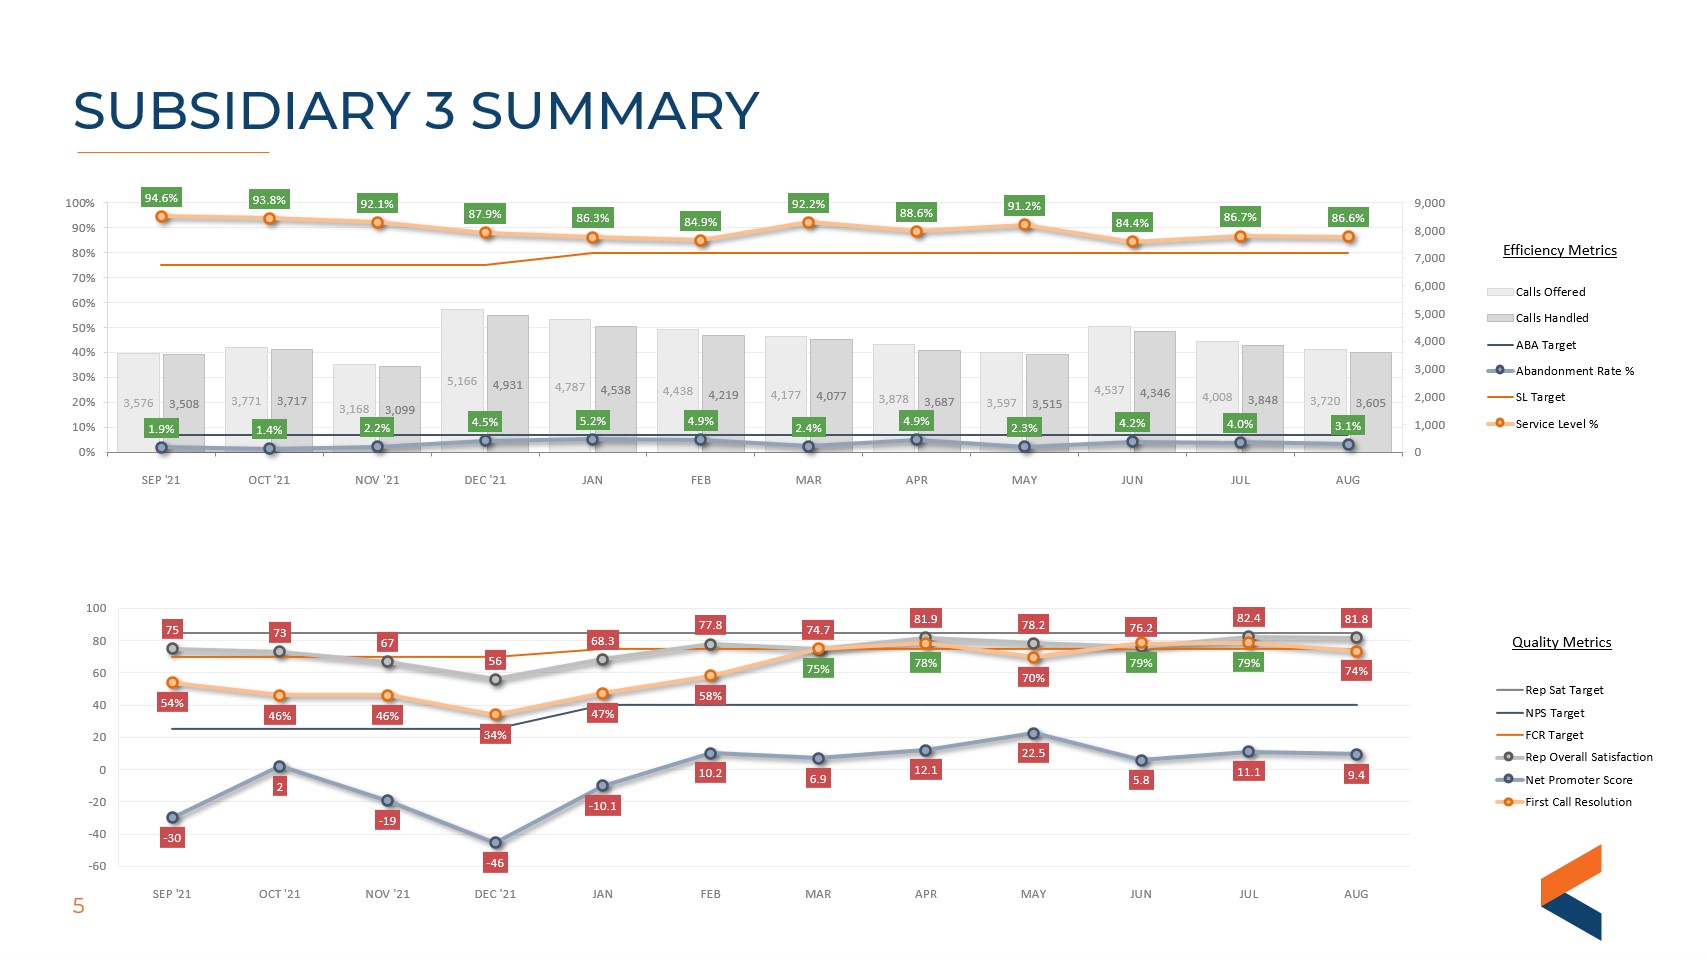 SUBSIDIARY 3 SUMMARY
94.6% 93.8% 92.1% 87.9% 86.3% 84.9% 92.2% 88.6% 91.2% 84.4% 86.7% 86.6%
100% 9,000
90% 8,000
80% 7,000
70% 6,000
60% 5,000
50% 4,000
40% 3,000
30% 2,000
20% 1,000
10% 0
0%
3,576 3,508 3,771 3,717 3,168 3,099 5,166 4,931 4,787 4,538 4,438 4,219 4,177 4,077 3,878 3,687 3,597 3,515 4,537 4,346 4,008 3,848 3,720 3,605
1.9% 1.4% 2.2% 4.5% 5.2% 4.9% 2.4% 4.9% 2.3% 4.2% 4.0% 3.1%
SEP '21 OCT '21 NOV '21 DEC '21 JAN FEB MAR APR MAY JUN JUL AUG
Efficiency Metrics
Calls Offered
Calls Handled
ABA Target
Abandonment Rate %
SL Target
Service Level %
100
80
60
40
20
0
-20
-40
-60
75 73 67 56 68.3 77.8 74.7 81.9 78.2 76.2 82.4 81.8
54% 46% 46% 34% 47% 58% 75% 78% 70% 79% 79% 74%
-30 2 -19 -46 -10.1 10.2 6.9 12.1 22.5 5.8 11.1 9.4
SEP '21 OCT '21 NOV '21 DEC '21 JAN FEB MAR APR MAY JUN JUL AUG
Quality Metrics
Rep Sat Target
NPS Target
FCR Target
Rep Overall Satisfaction
Net Promoter Score
First Call Resolution
5